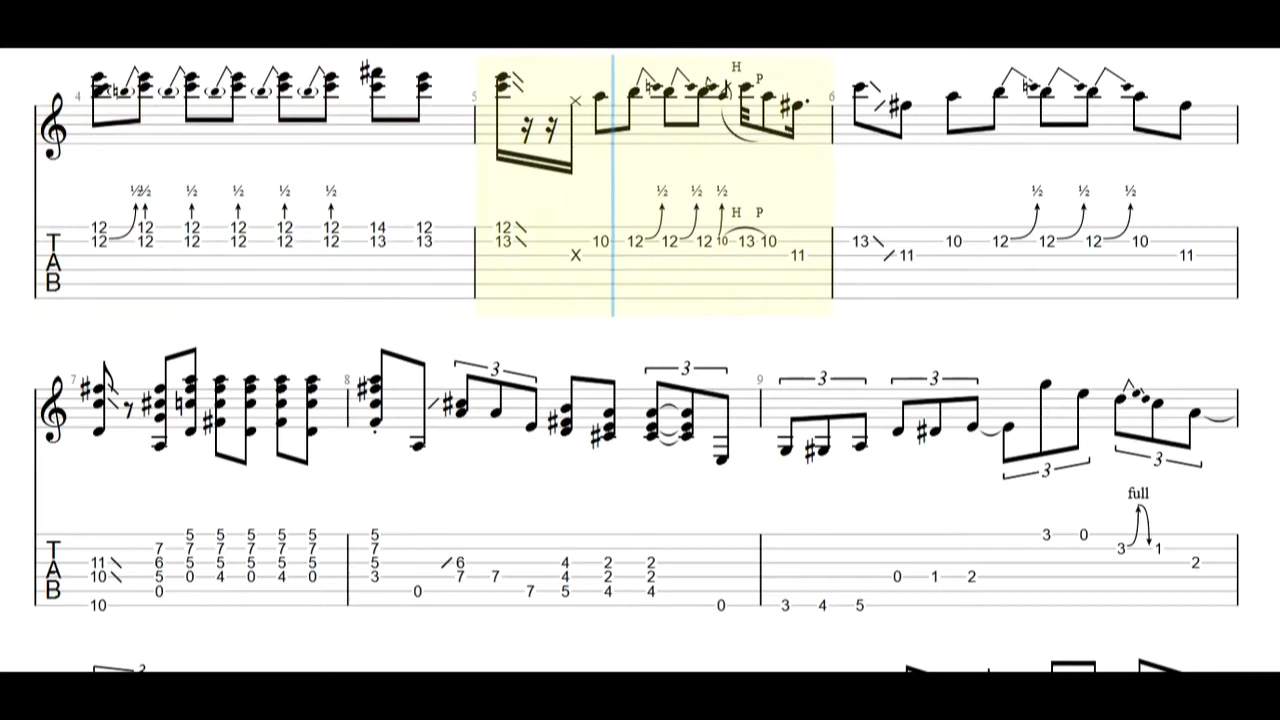 4 5 H P 6
½ ½ ½ ½ ½ ½ ½ ½ ½ ½ ½ ½
12 12 12 12 12 12 14 12 12 H P
T 12 12 12 12 12 12 13 13 13 10 12 12 12 10 13 10 13 10 12 12 12 10
A X 11 11 11
B
7 8 3 3 9 3 3
3 3
full
5 5 5 5 5 5 3 0
T 7 7 7 7 7 7 7 3 1
A 11 6 5 5 5 5 5 5 6 4 2 2 2
10 5 0 4 0 4 0 3 7 7 4 2 2 0 1 2
B 0 0 7 5 4 4
10 0 3 4 5
3